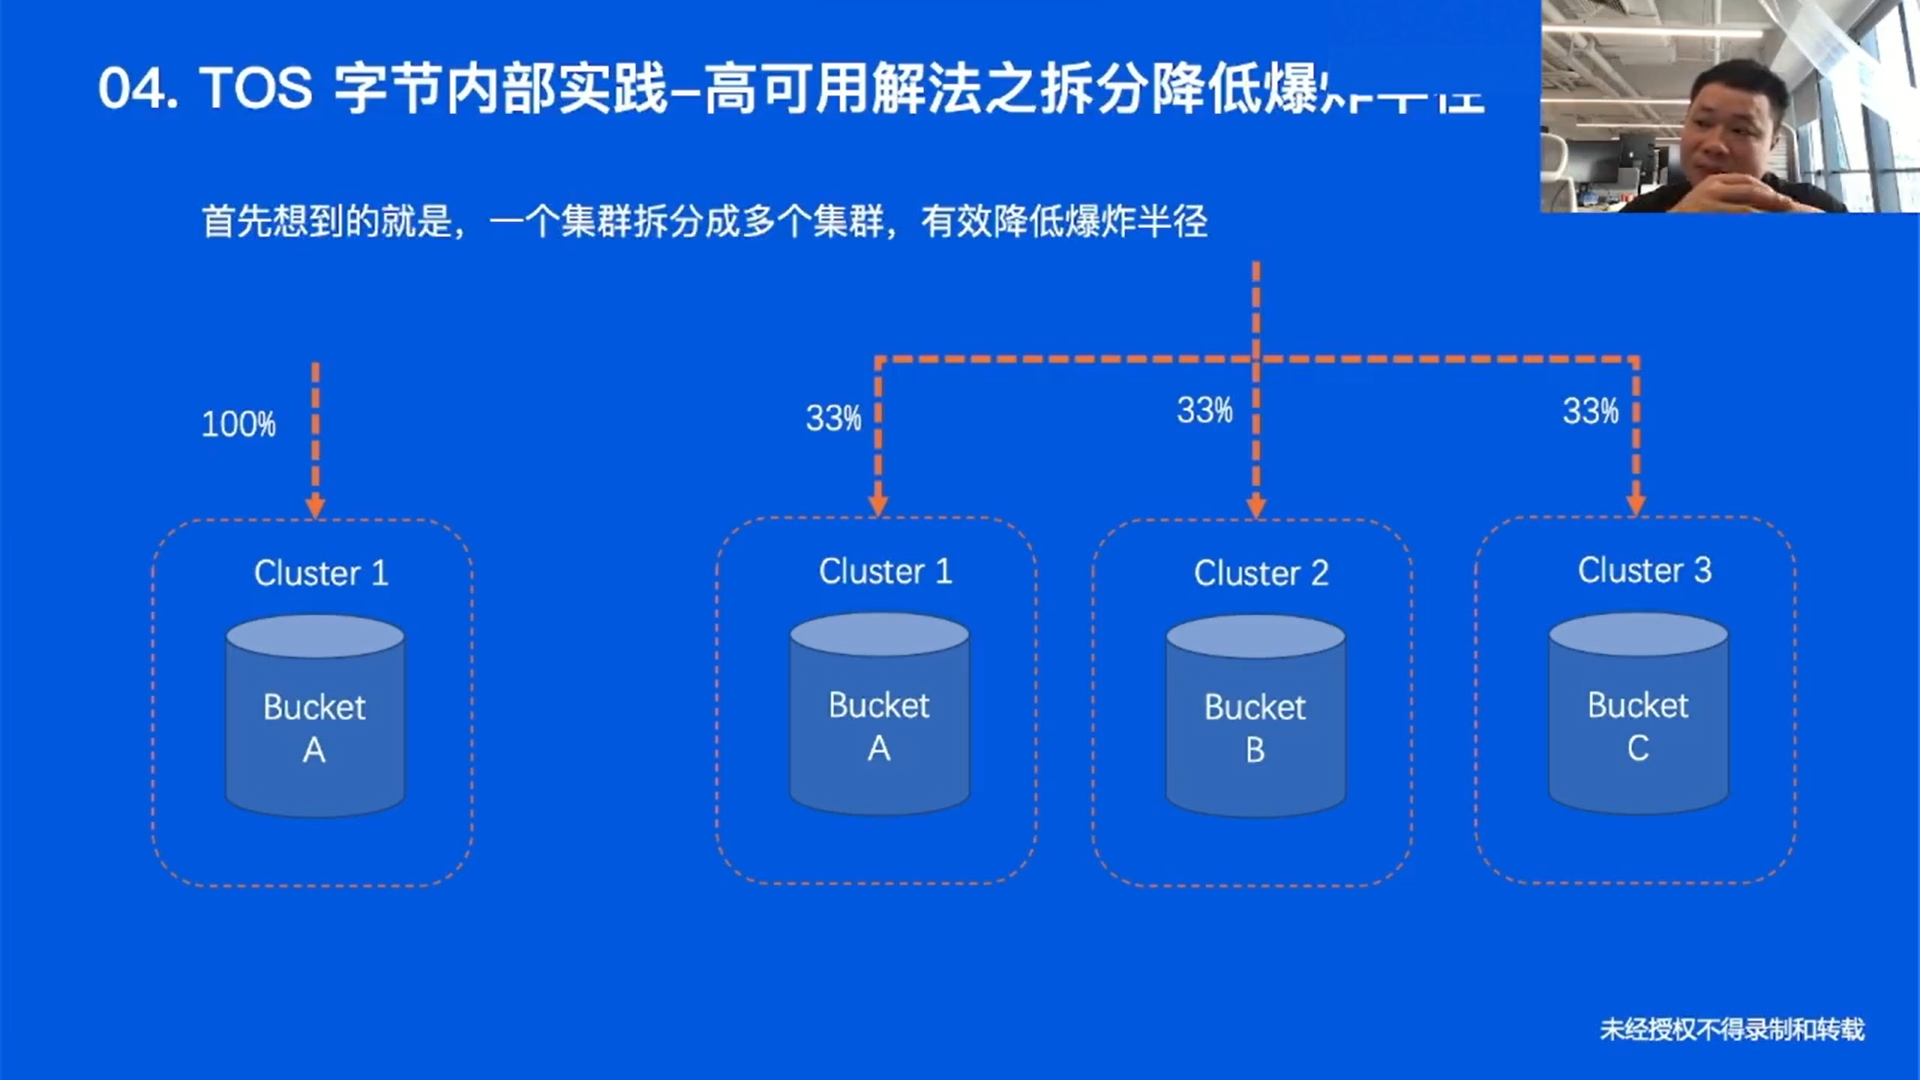 04. TOS 字节内部实践–高可用解法之拆分降低爆炸半径
首先想到的就是，一个集群拆分成多个集群，有效降低爆炸半径
100%
33%
33%
33%
Cluster 1
Bucket
A
Cluster 1
Bucket
A
Cluster 2
Bucket
B
Cluster 3
Bucket
C
未经授权不得录制和转载